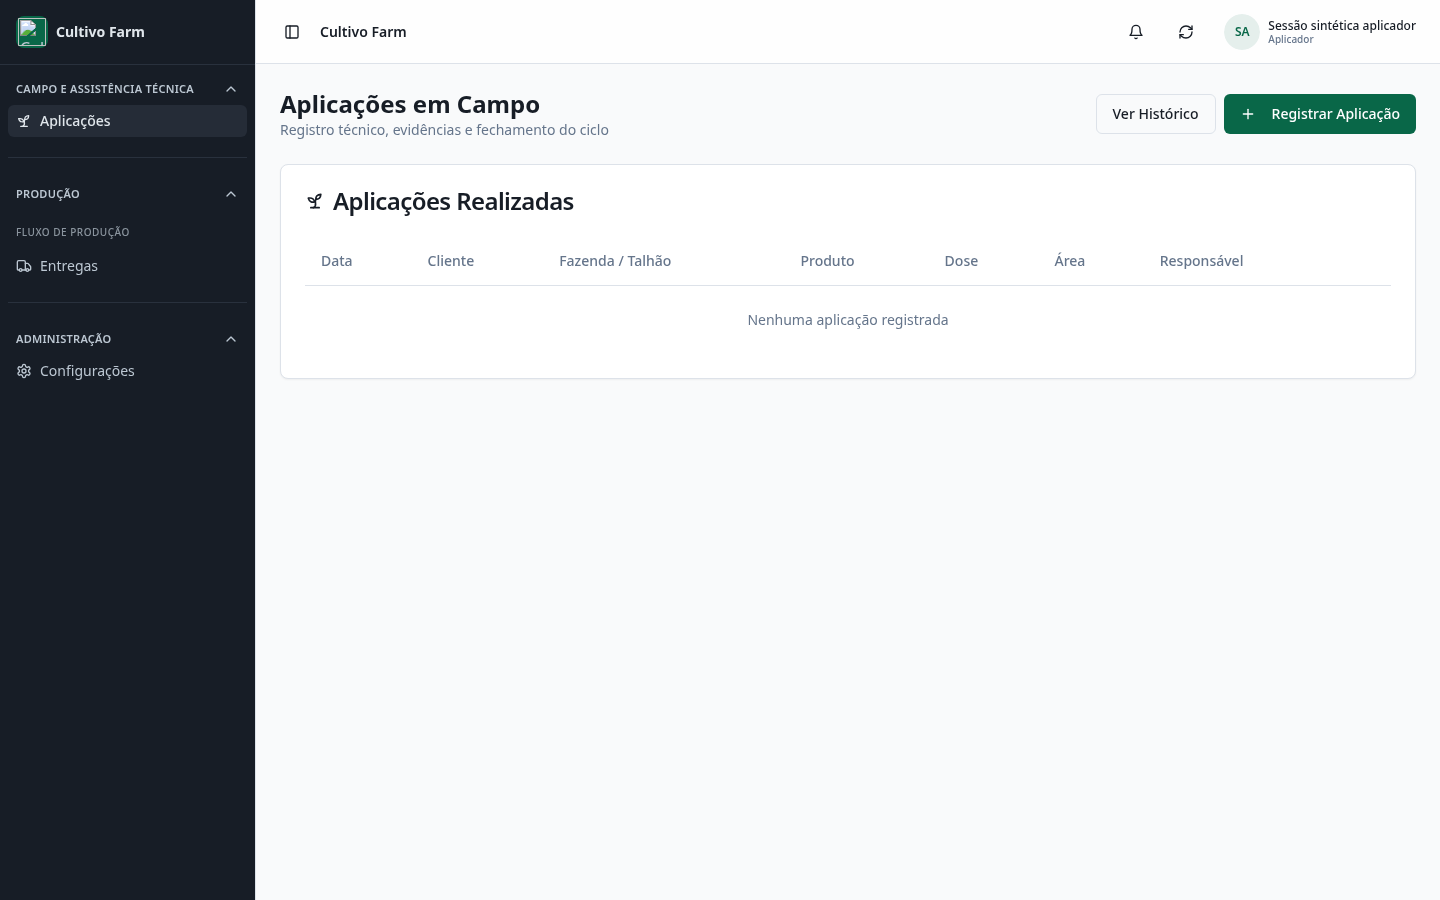 Cultivo Farm
CAMPO E ASSISTÊNCIA TÉCNICA
Aplicações
PRODUÇÃO
FLUXO DE PRODUÇÃO
Entregas
ADMINISTRAÇÃO
Configurações
Cultivo Farm
SA
Sessão sintética aplicador
Aplicador
Aplicações em Campo
Registro técnico, evidências e fechamento do ciclo
Ver Histórico
Registrar Aplicação
Aplicações Realizadas
Data Cliente Fazenda / Talhão Produto Dose Área Responsável
Nenhuma aplicação registrada